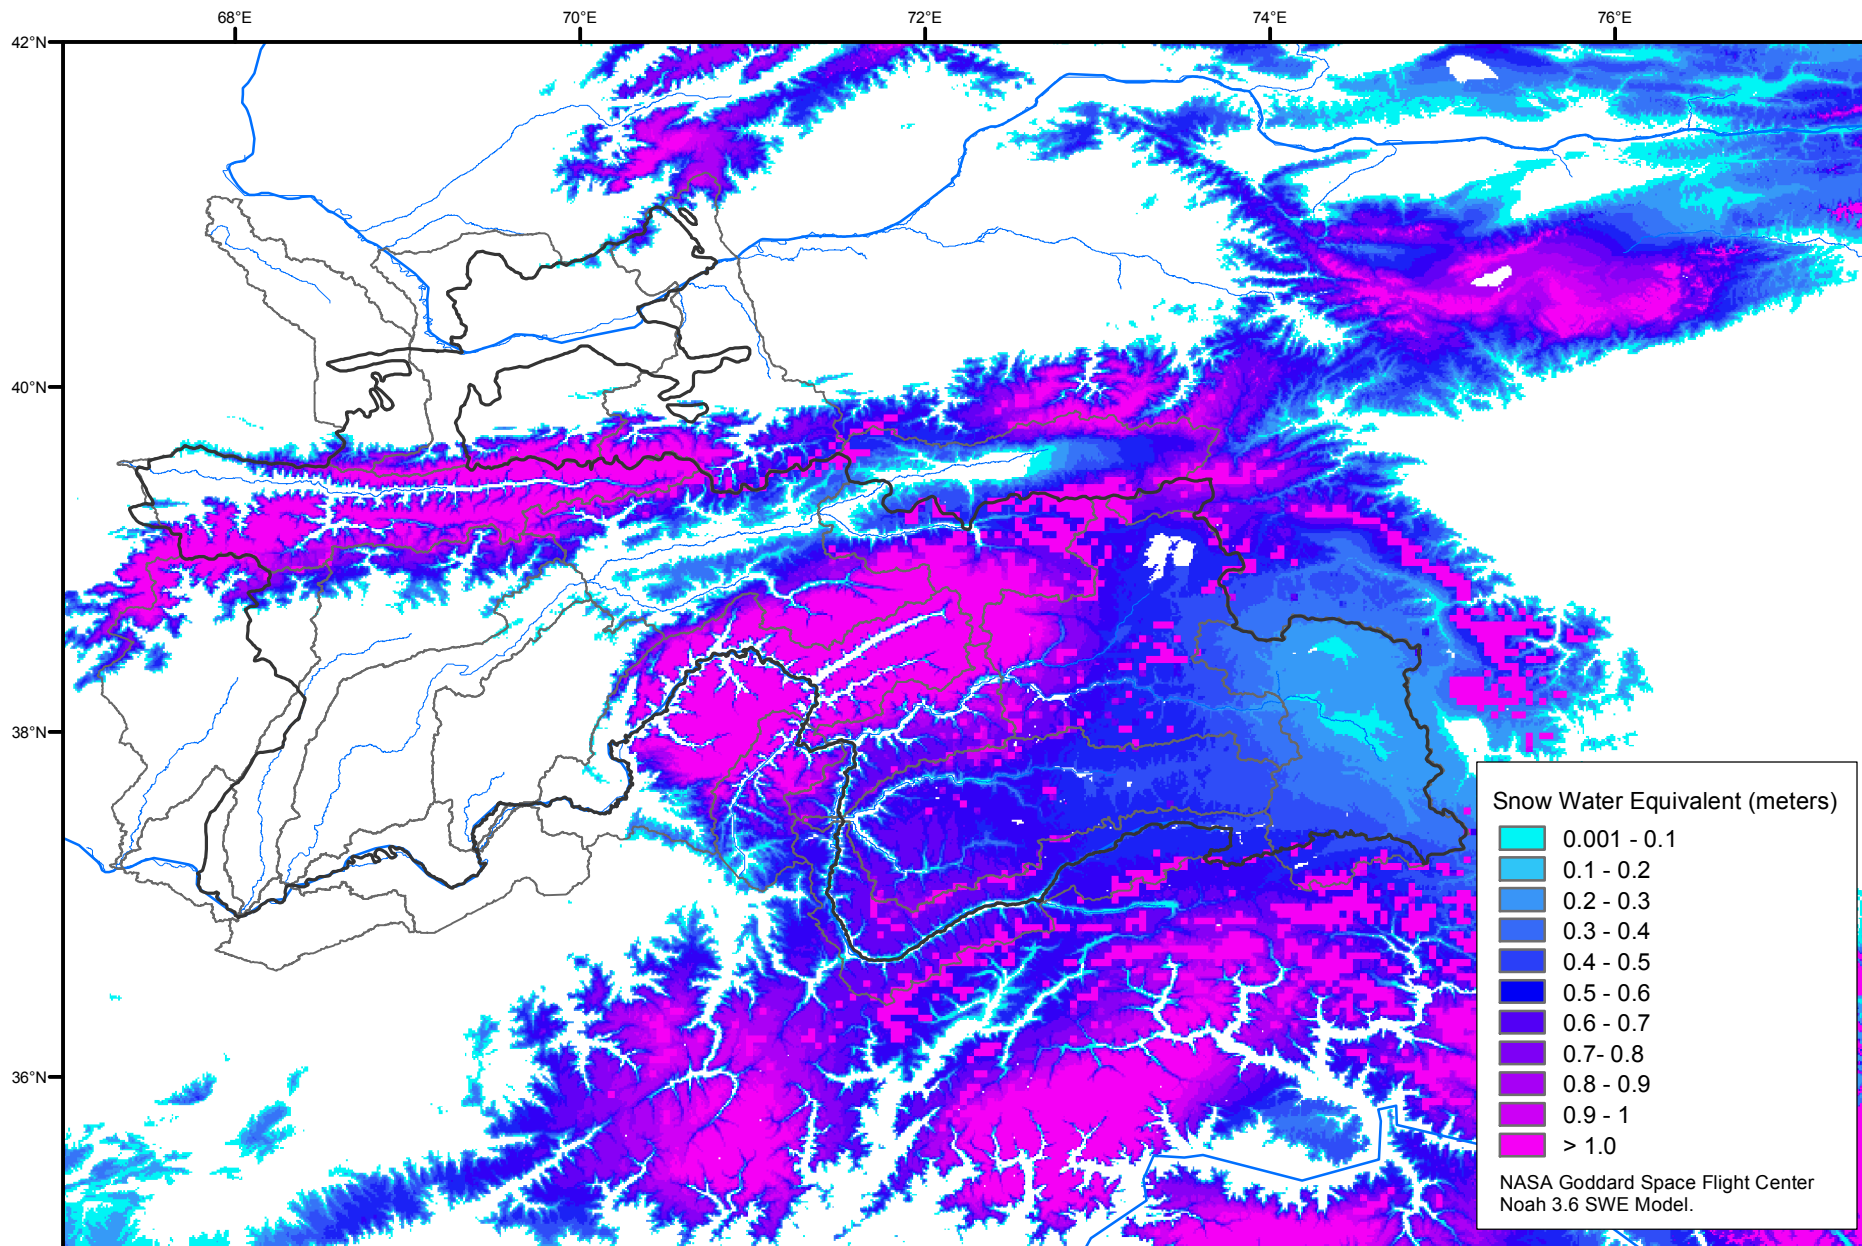 68°E 70°E 72°E 74°E 76°E
42°N
40°N
38°N
36°N
Snow Water Equivalent (meters)
0.001 - 0.1
0.1 - 0.2
0.2 - 0.3
0.3 - 0.4
0.4 - 0.5
0.5 - 0.6
0.6 - 0.7
0.7- 0.8
0.8 - 0.9
0.9 - 1
> 1.0
NASA Goddard Space Flight Center
Noah 3.6 SWE Model.